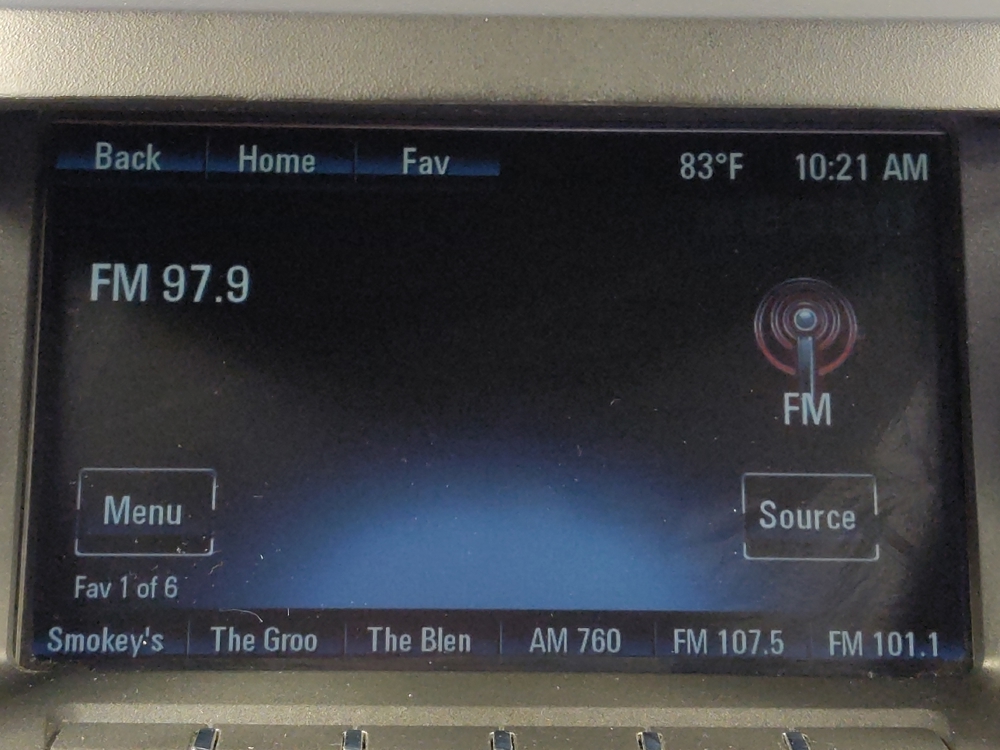 Back Home Fav 83°F 10:21 AM
FM 97.9
FM
Menu Source
Fav 1 of 6
Smokey's The Groo The Blen AM 760 FM 107.5 FM 101.1